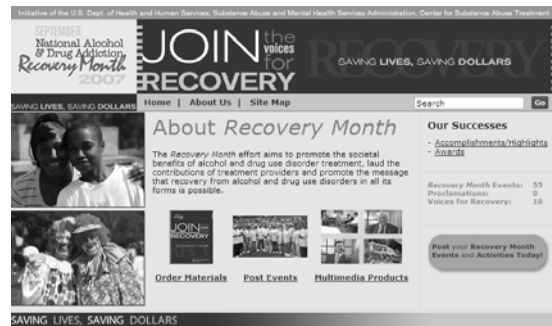 Initiative of the U.S. Dept. of Health and Human Services, Substance Abuse and Mental Health Services Administration, Center for Substance Abuse Treatment
SEPTEMBER
National Alcohol
& Drug Addiction
Recovery Month
2007
JOIN the
voices
for
RECOVERY
RECOVERY
SAVING LIVES, SAVING DOLLARS
SAVING LIVES, SAVING DOLLARS
Home | About Us | Site Map
Search
Go
About Recovery Month
The Recovery Month effort aims to promote the societal
benefits of alcohol and drug use disorder treatment, laud the
contributions of treatment providers and promote the message
that recovery from alcohol and drug use disorders in all its
forms is possible.
JOIN the
voices
for
RECOVERY
Order Materials
Post Events
Multimedia Products
Our Successes
- Accomplishments/Highlights
- Awards
Recovery Month Events: 55
Proclamations: 0
Voices for Recovery: 10
Post your Recovery Month
Events and Activities Today!
SAVING LIVES, SAVING DOLLARS